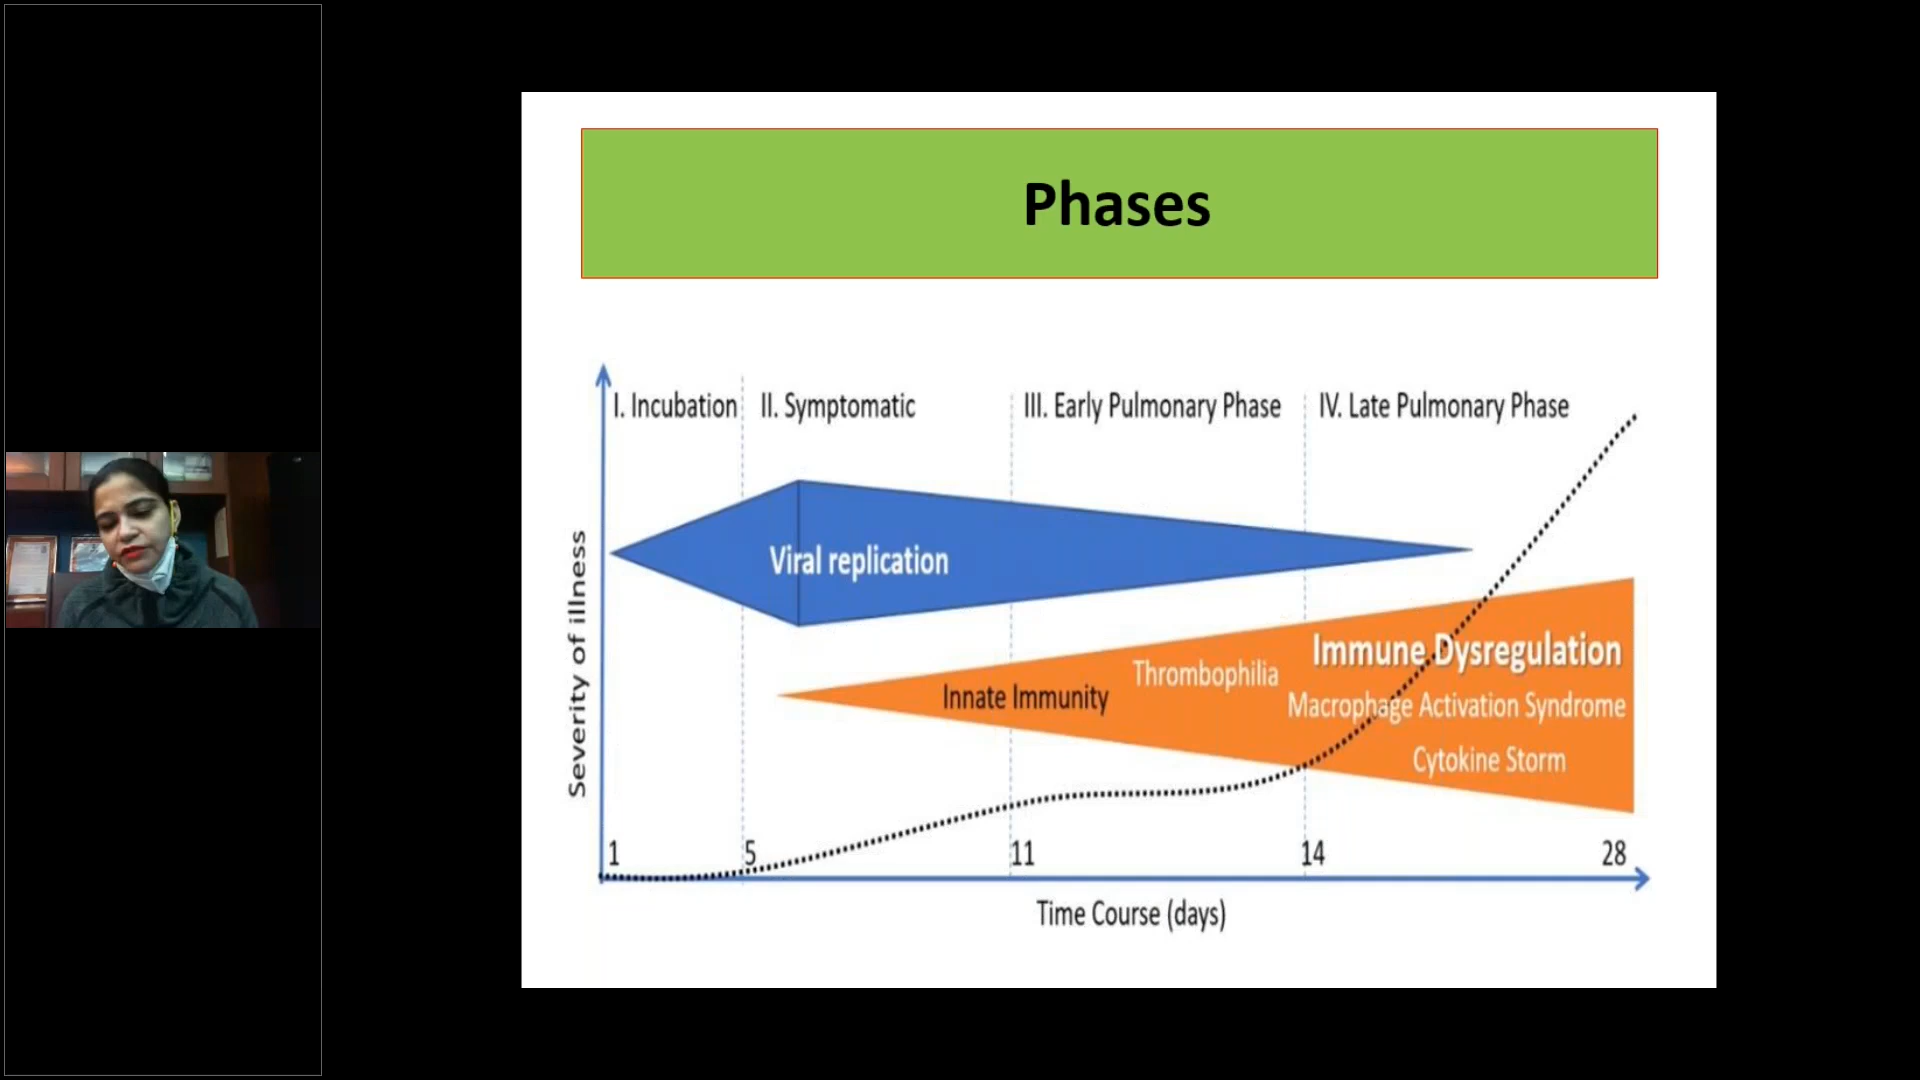 Phases
I. Incubation
II. Symptomatic
III. Early Pulmonary Phase
IV. Late Pulmonary Phase
Viral replication
Innate Immunity
Thrombophilia
Immune Dysregulation
Macrophage Activation Syndrome
Cytokine Storm
Severity of illness
1
5
11
14
28
Time Course (days)